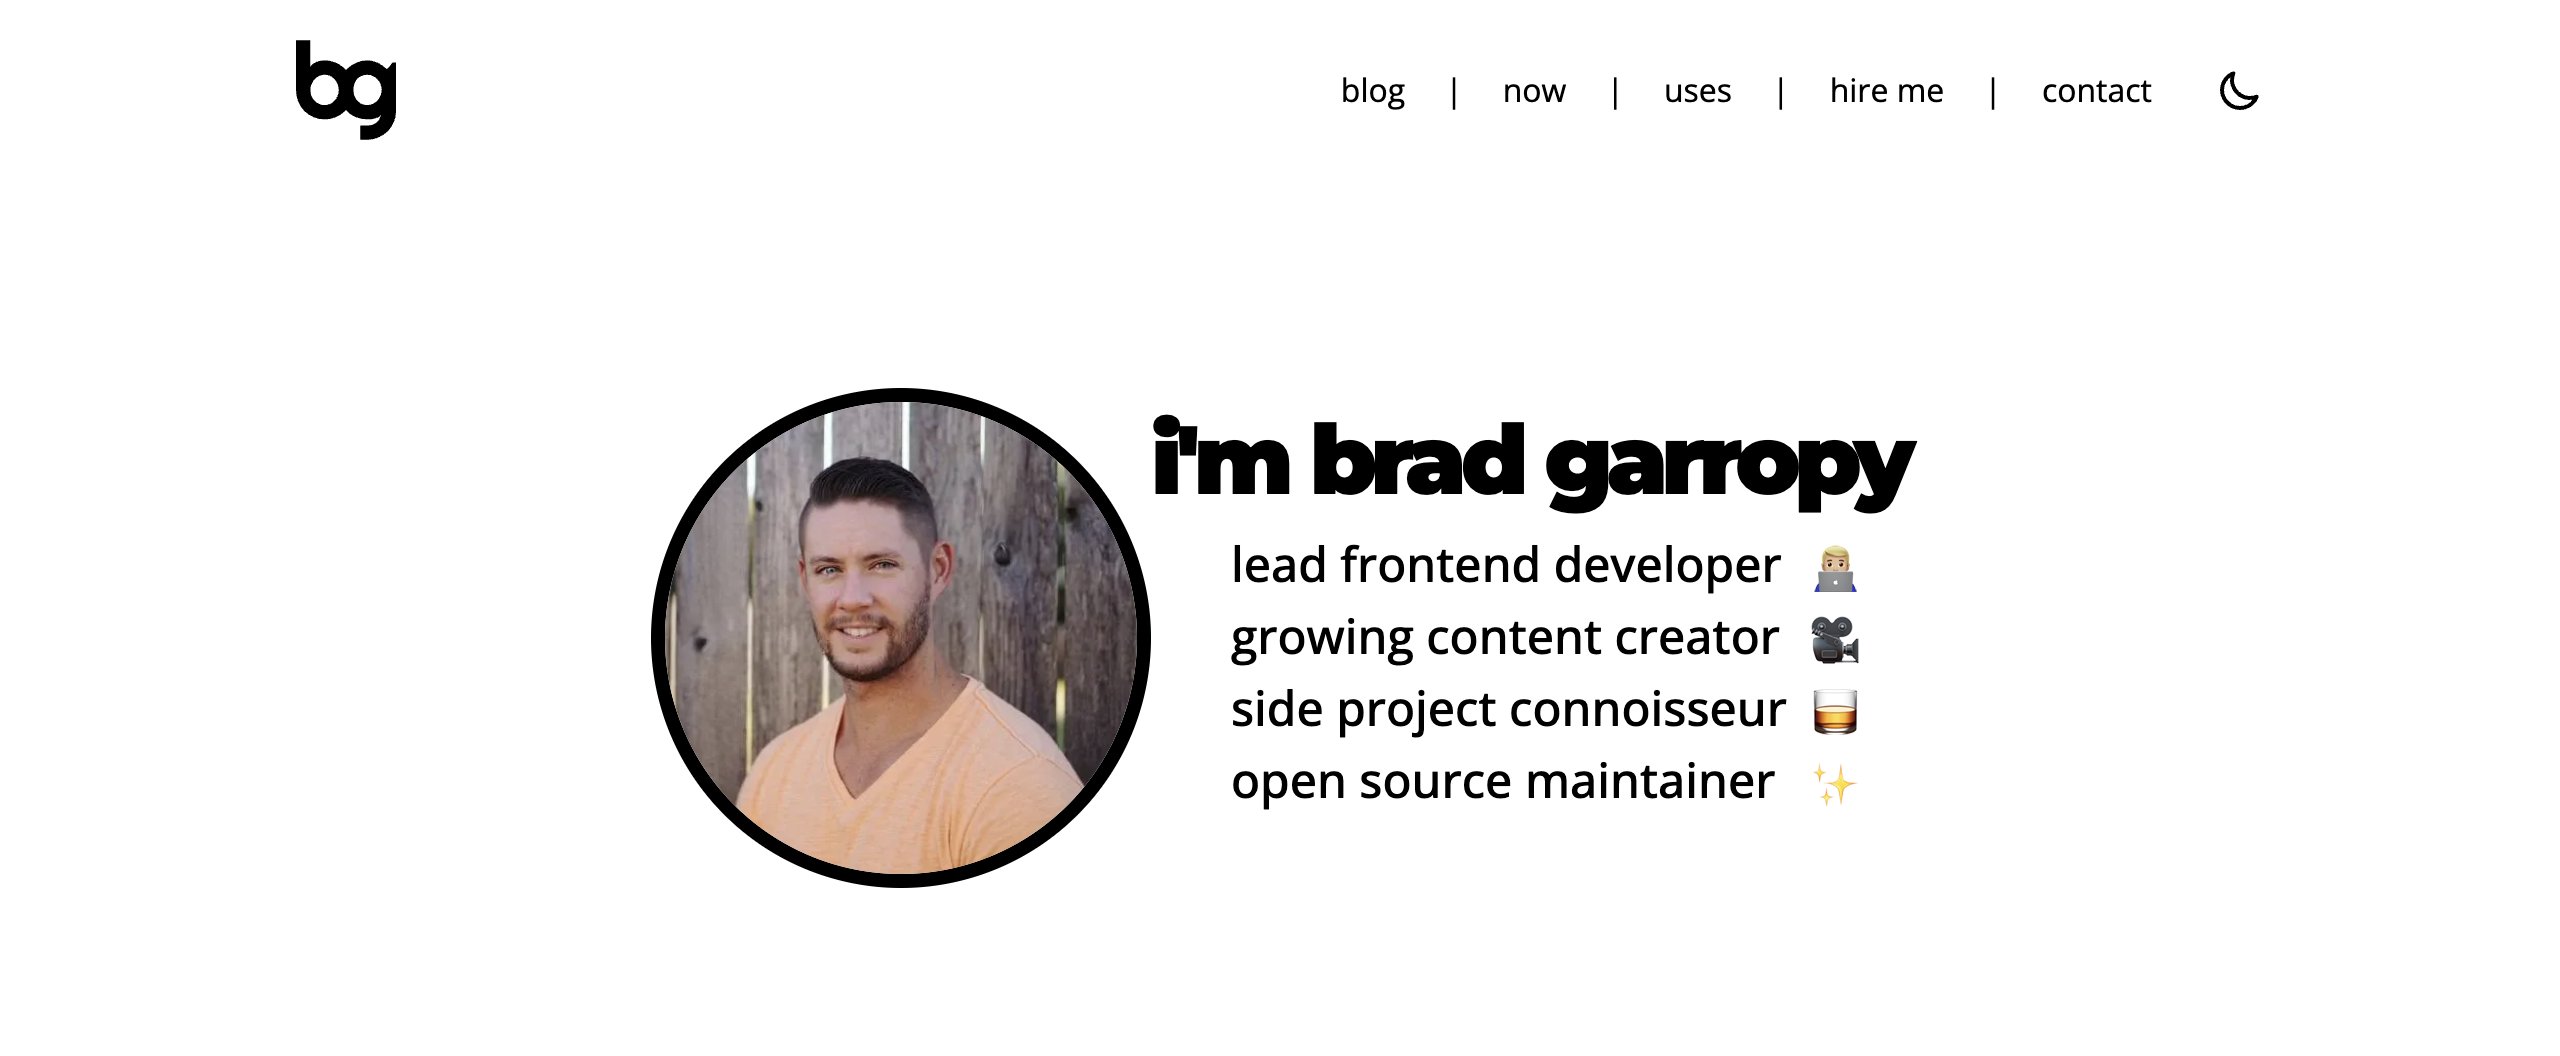 bg
blog | now | uses | hire me | contact
i'm brad garropy
lead frontend developer 👨🏼‍💻
growing content creator 🎥
side project connoisseur 🥃
open source maintainer ✨